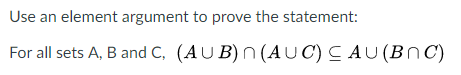 Use an element argument to prove the statement:
For all sets A, B and C, (A ∪ B) ∩ (A ∪ C) ⊆ A ∪ (B ∩ C)